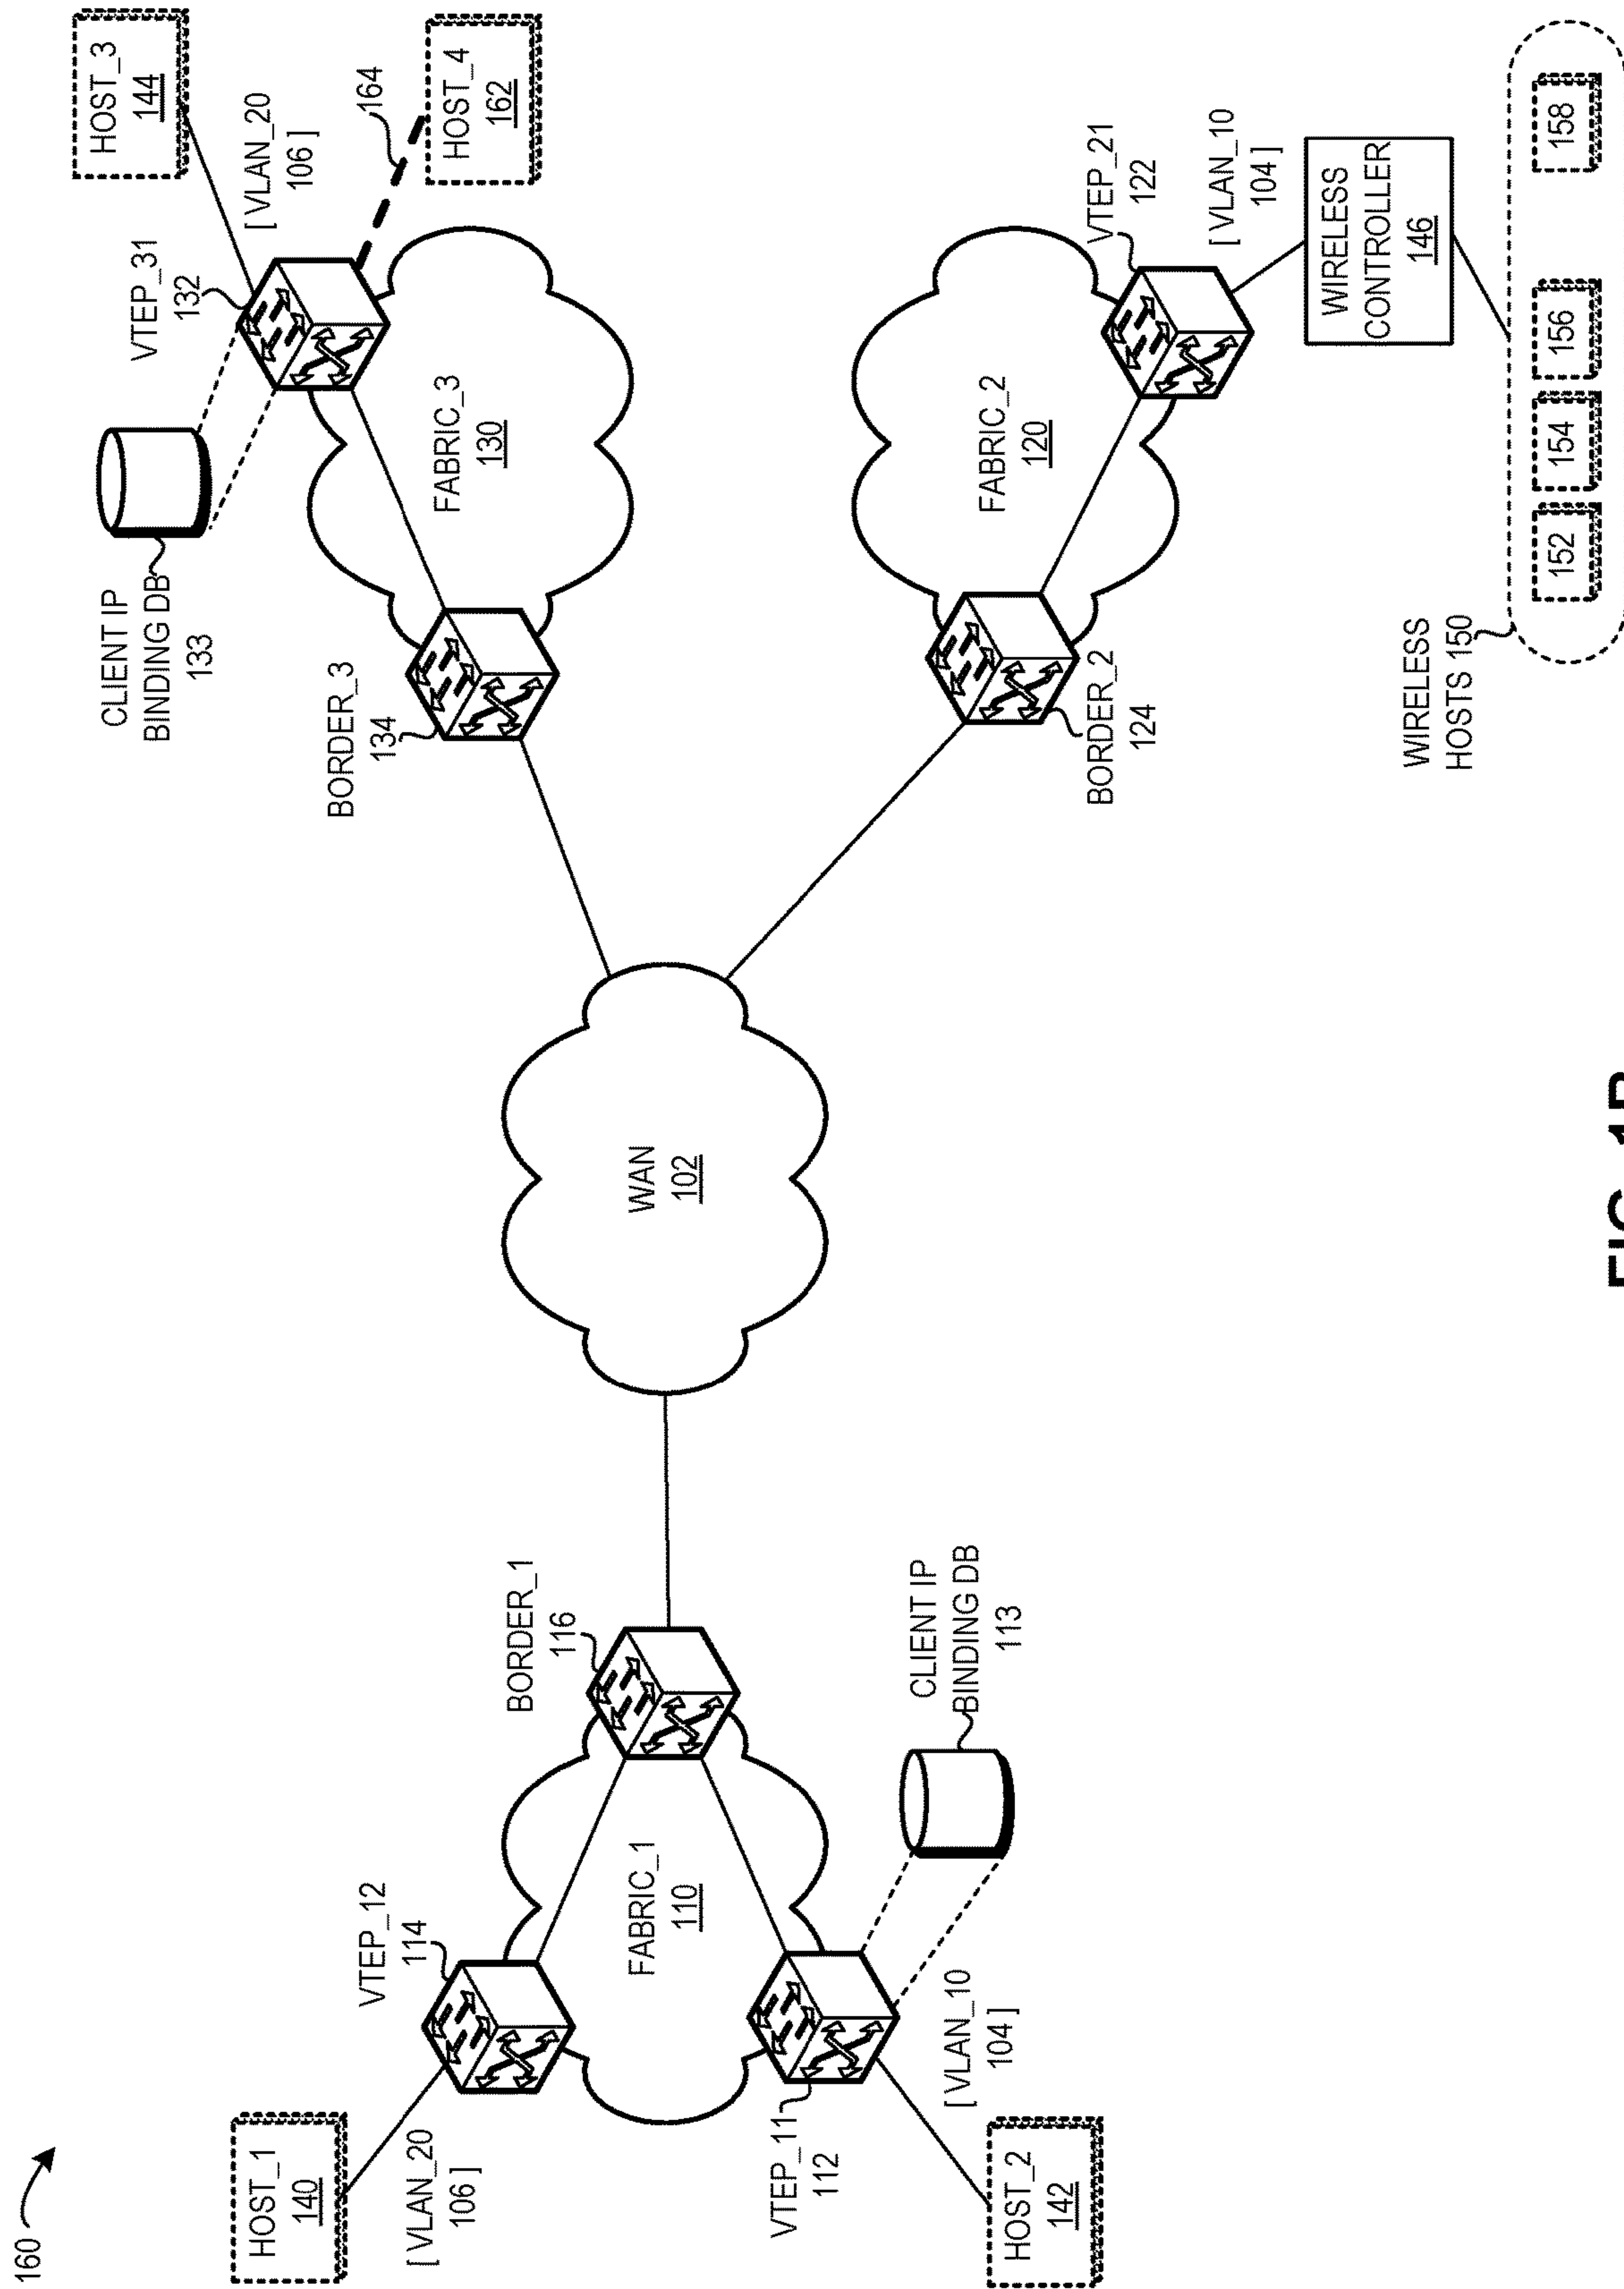 160
HOST_1
140
[ VLAN_20
106 ]
VTEP_12
114
FABRIC_1
110
VTEP_11
112
[ VLAN_10
104 ]
HOST_2
142
CLIENT IP
BINDING DB
113
BORDER_1
116
WAN
102
BORDER_3
134
CLIENT IP
BINDING DB
133
FABRIC_3
130
VTEP_31
132
[ VLAN_20
106 ]
HOST_3
144
164
HOST_4
162
BORDER_2
124
FABRIC_2
120
VTEP_21
122
[ VLAN_10
104 ]
WIRELESS
CONTROLLER
146
WIRELESS
HOSTS 150
152
154
156
158